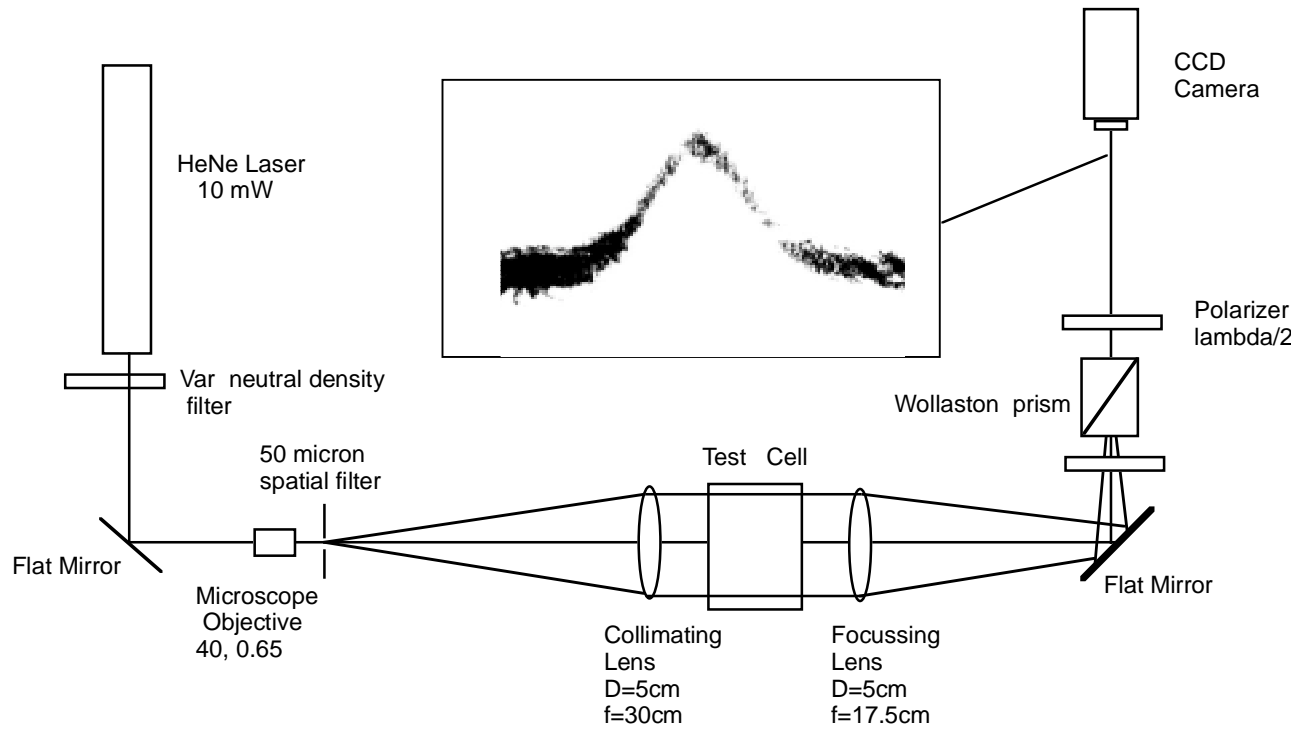 CCD
Camera
HeNe Laser
10 mW
Polarizer
lambda/2
Var neutral density
filter
Wollaston prism
50 micron
spatial filter
Test Cell
Flat Mirror
Flat Mirror
Microscope
Objective
40, 0.65
Collimating
Lens
D=5cm
f=30cm
Focussing
Lens
D=5cm
f=17.5cm